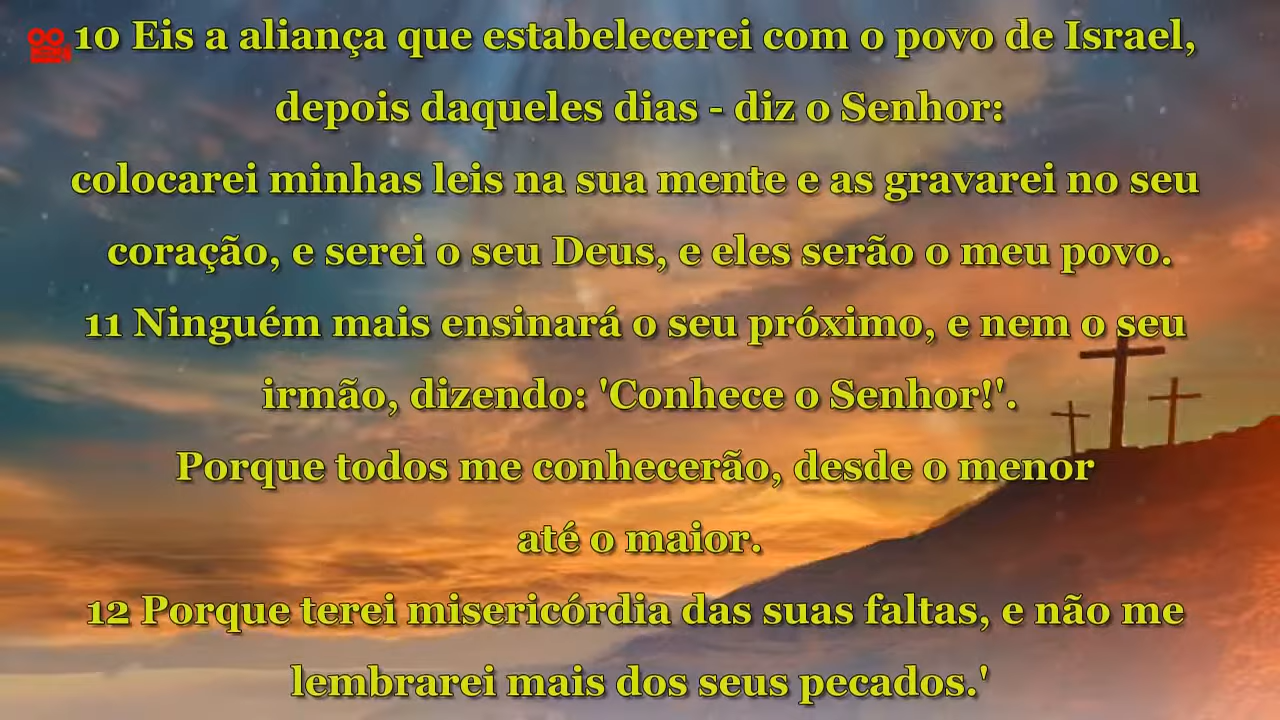 10 Eis a aliança que estabelecerei com o povo de Israel,
depois daqueles dias - diz o Senhor:
colocarei minhas leis na sua mente e as gravarei no seu
coração, e serei o seu Deus, e eles serão o meu povo.
11 Ninguém mais ensinará o seu próximo, e nem o seu
irmão, dizendo: 'Conhece o Senhor!'.
Porque todos me conhecerão, desde o menor
até o maior.
12 Porque terei misericórdia das suas faltas, e não me
lembrarei mais dos seus pecados.'